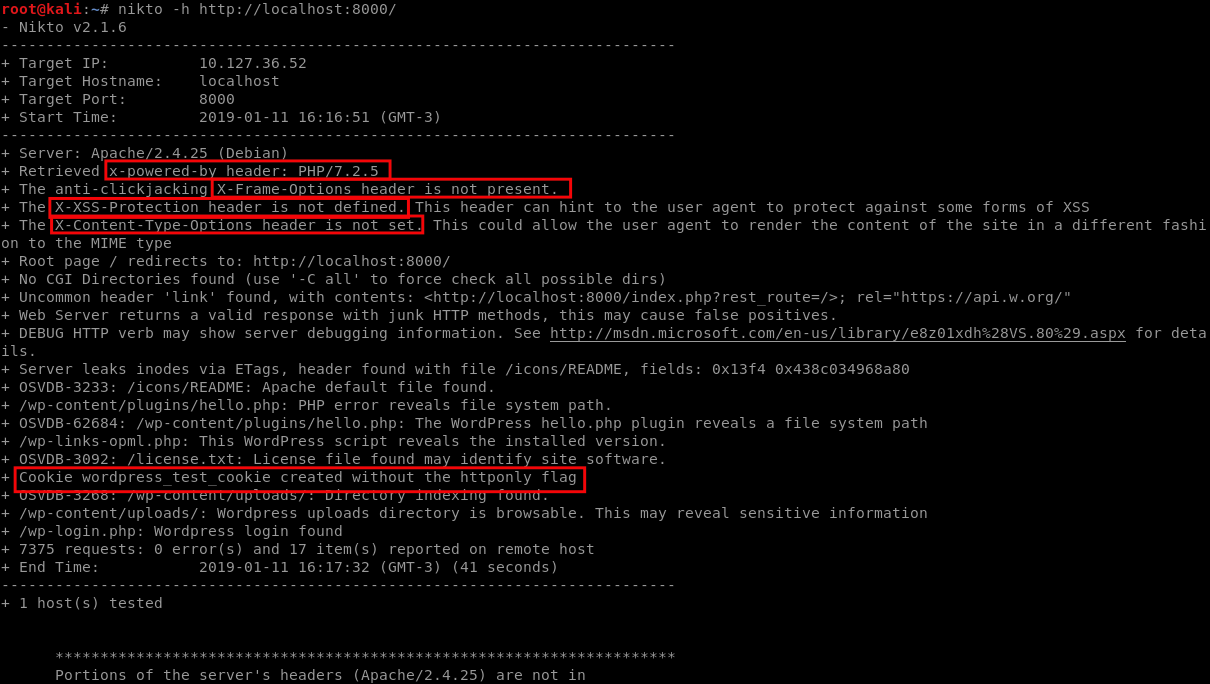 root@kali:~# nikto -h http://localhost:8000/
- Nikto v2.1.6
---------------------------------------------------------------------------
+ Target IP:          10.127.36.52
+ Target Hostname:    localhost
+ Target Port:        8000
+ Start Time:         2019-01-11 16:16:51 (GMT-3)
---------------------------------------------------------------------------
+ Server: Apache/2.4.25 (Debian)
+ Retrieved x-powered-by header: PHP/7.2.5
+ The anti-clickjacking X-Frame-Options header is not present.
+ The X-XSS-Protection header is not defined. This header can hint to the user agent to protect against some forms of XSS
+ The X-Content-Type-Options header is not set. This could allow the user agent to render the content of the site in a different fashi
on to the MIME type
+ Root page / redirects to: http://localhost:8000/
+ No CGI Directories found (use '-C all' to force check all possible dirs)
+ Uncommon header 'link' found, with contents: <http://localhost:8000/index.php?rest_route=/>; rel="https://api.w.org/"
+ Web Server returns a valid response with junk HTTP methods, this may cause false positives.
+ DEBUG HTTP verb may show server debugging information. See http://msdn.microsoft.com/en-us/library/e8z01xdh%28VS.80%29.aspx for deta
ils.
+ Server leaks inodes via ETags, header found with file /icons/README, fields: 0x13f4 0x438c034968a80
+ OSVDB-3233: /icons/README: Apache default file found.
+ /wp-content/plugins/hello.php: PHP error reveals file system path.
+ OSVDB-62684: /wp-content/plugins/hello.php: The WordPress hello.php plugin reveals a file system path
+ /wp-links-opml.php: This WordPress script reveals the installed version.
+ OSVDB-3092: /license.txt: License file found may identify site software.
+ Cookie wordpress_test_cookie created without the httponly flag
+ OSVDB-3268: /wp-content/uploads/: Directory indexing found.
+ /wp-content/uploads/: Wordpress uploads directory is browsable. This may reveal sensitive information
+ /wp-login.php: Wordpress login found
+ 7375 requests: 0 error(s) and 17 item(s) reported on remote host
+ End Time:           2019-01-11 16:17:32 (GMT-3) (41 seconds)
---------------------------------------------------------------------------
+ 1 host(s) tested
*********************************************************************
Portions of the server's headers (Apache/2.4.25) are not in